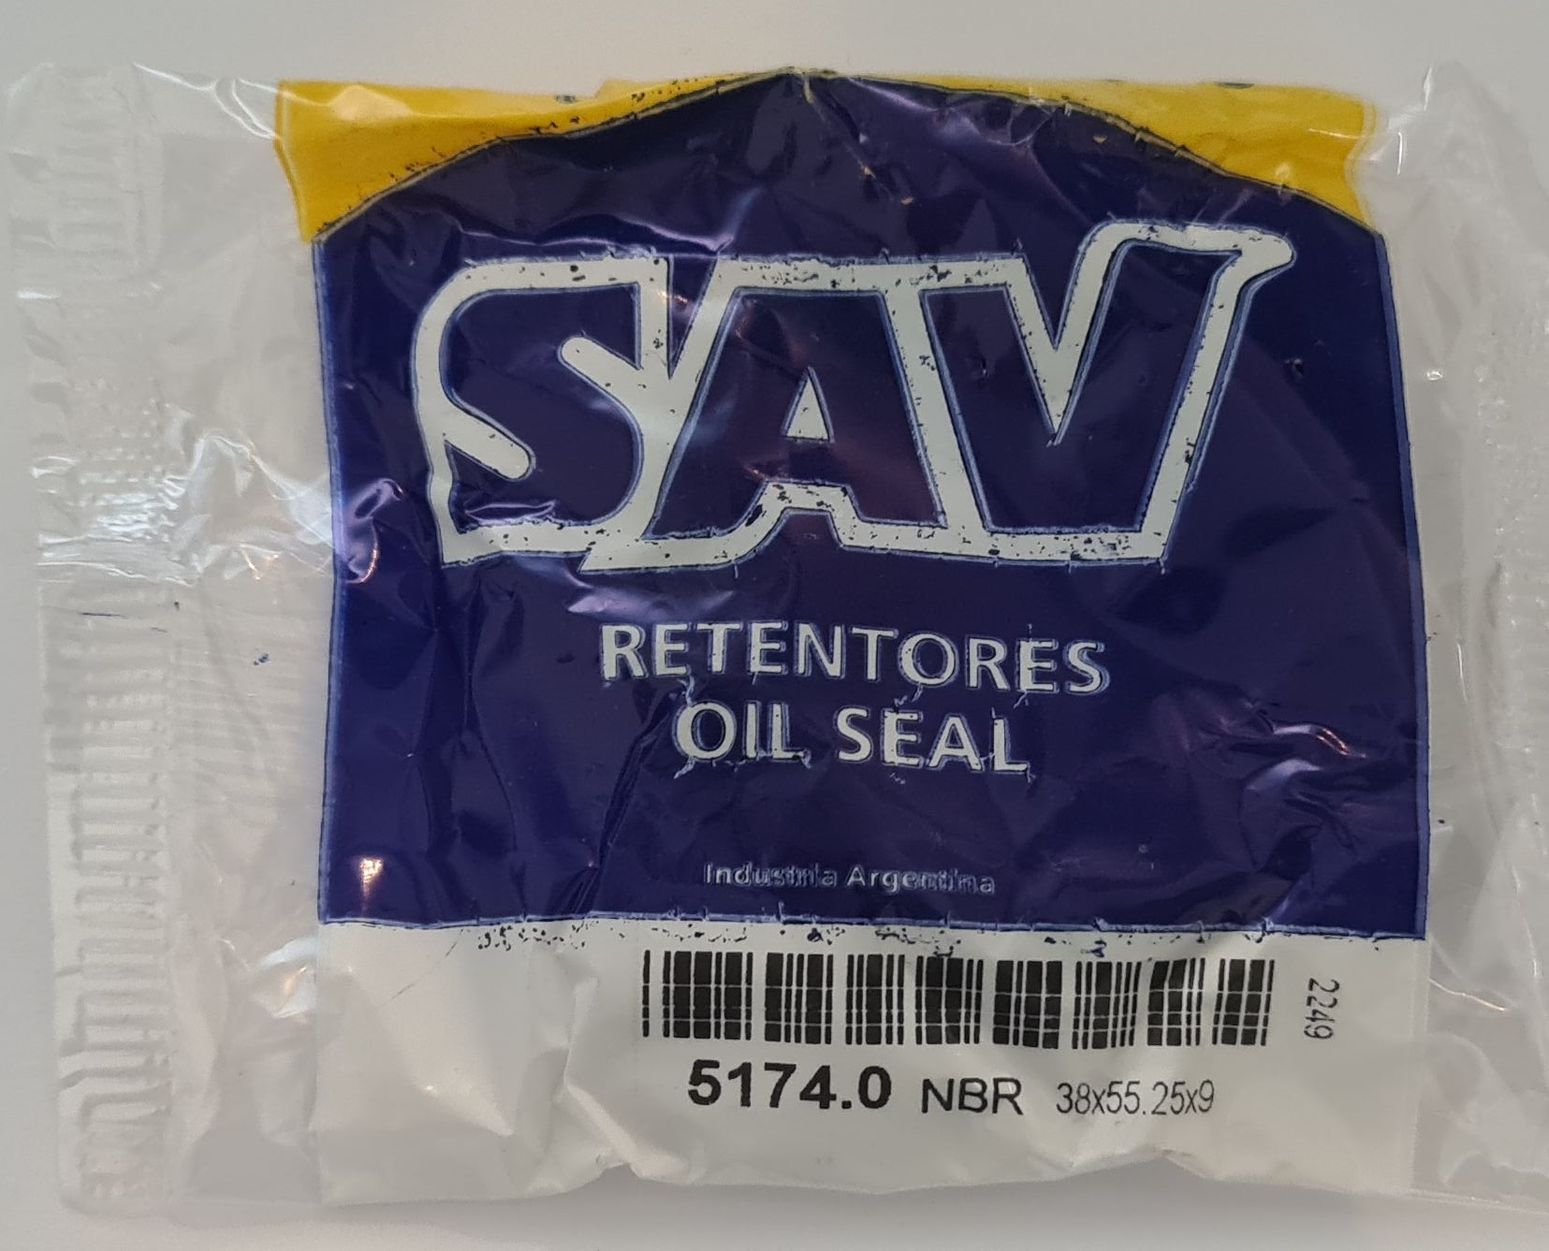 SAV
RETENTORES
OIL SEAL
Industria Argentina
2249
5174.0 NBR 38x55.25x9